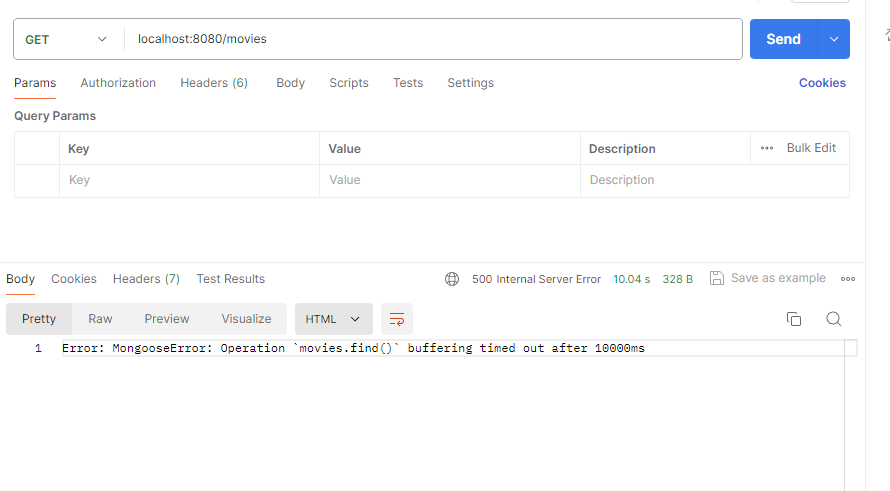 GET localhost:8080/movies Send
Params Authorization Headers (6) Body Scripts Tests Settings Cookies
Query Params
Key Value Description ••• Bulk Edit
Key Value Description
Body Cookies Headers (7) Test Results 500 Internal Server Error 10.04 s 328 B Save as example
Pretty Raw Preview Visualize HTML
1 Error: MongooseError: Operation `movies.find()` buffering timed out after 10000ms